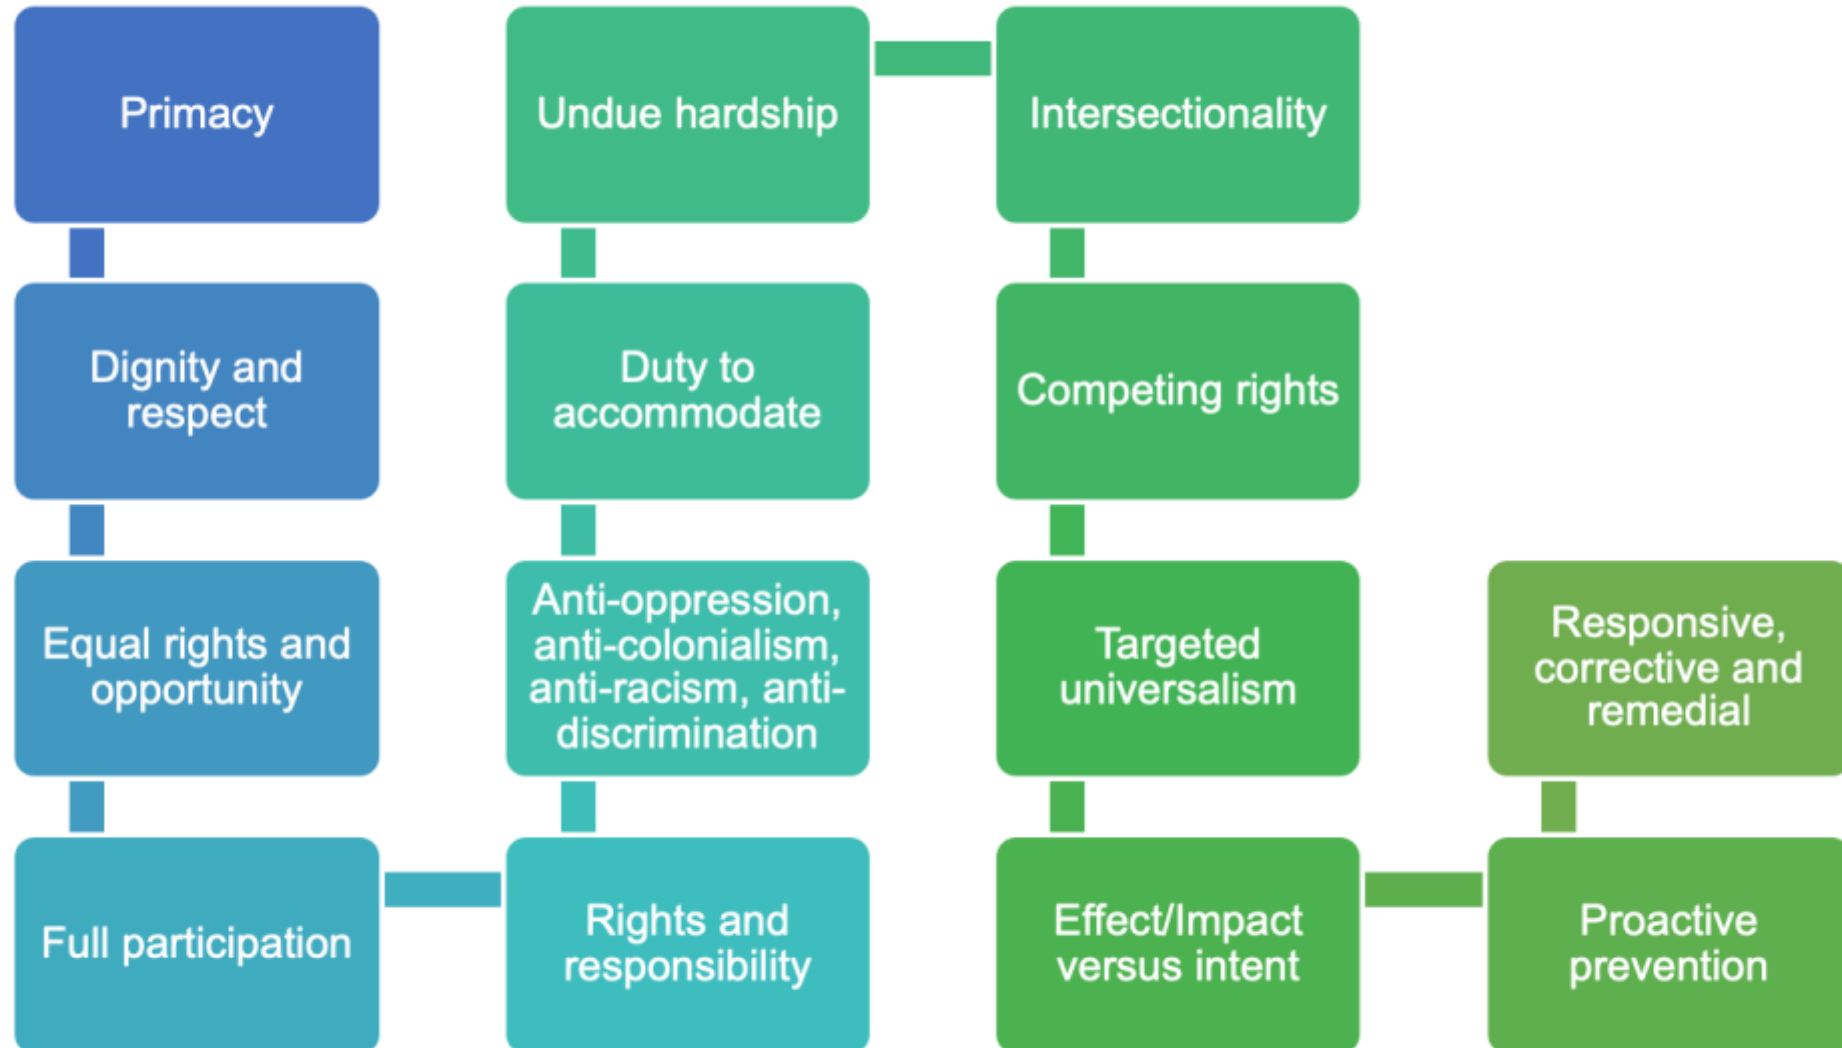 Primacy
Dignity and
respect
Equal rights and
opportunity
Full participation
Rights and
responsibility
Anti-oppression,
anti-colonialism,
anti-racism, anti-
discrimination
Duty to
accommodate
Undue hardship
Intersectionality
Competing rights
Targeted
universalism
Effect/Impact
versus intent
Proactive
prevention
Responsive,
corrective and
remedial